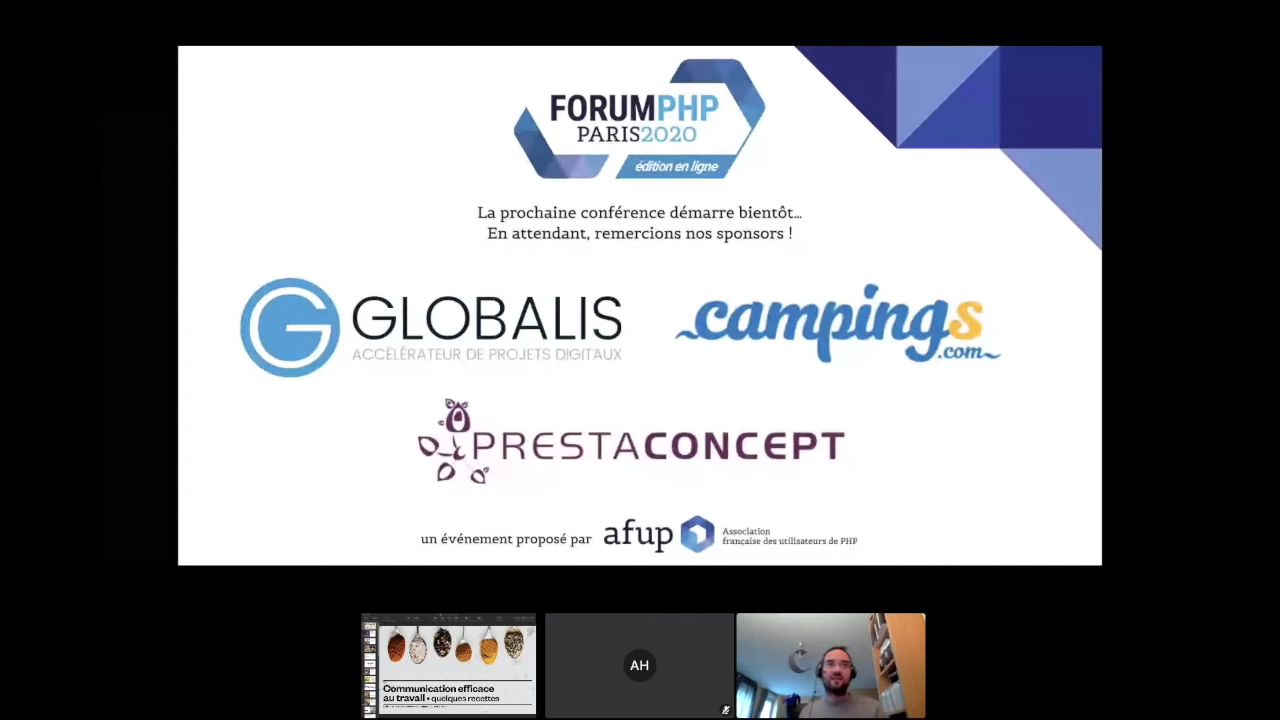 FORUMPHP
PARIS2020
édition en ligne
La prochaine conférence démarre bientôt...
En attendant, remercions nos sponsors !
GLOBALIS
ACCÉLÉRATEUR DE PROJETS DIGITAUX
campings
.com
PRESTACONCEPT
un événement proposé par
afup
Association
française des utilisateurs de PHP
Communication efficace
au travail • quelques recettes
AH